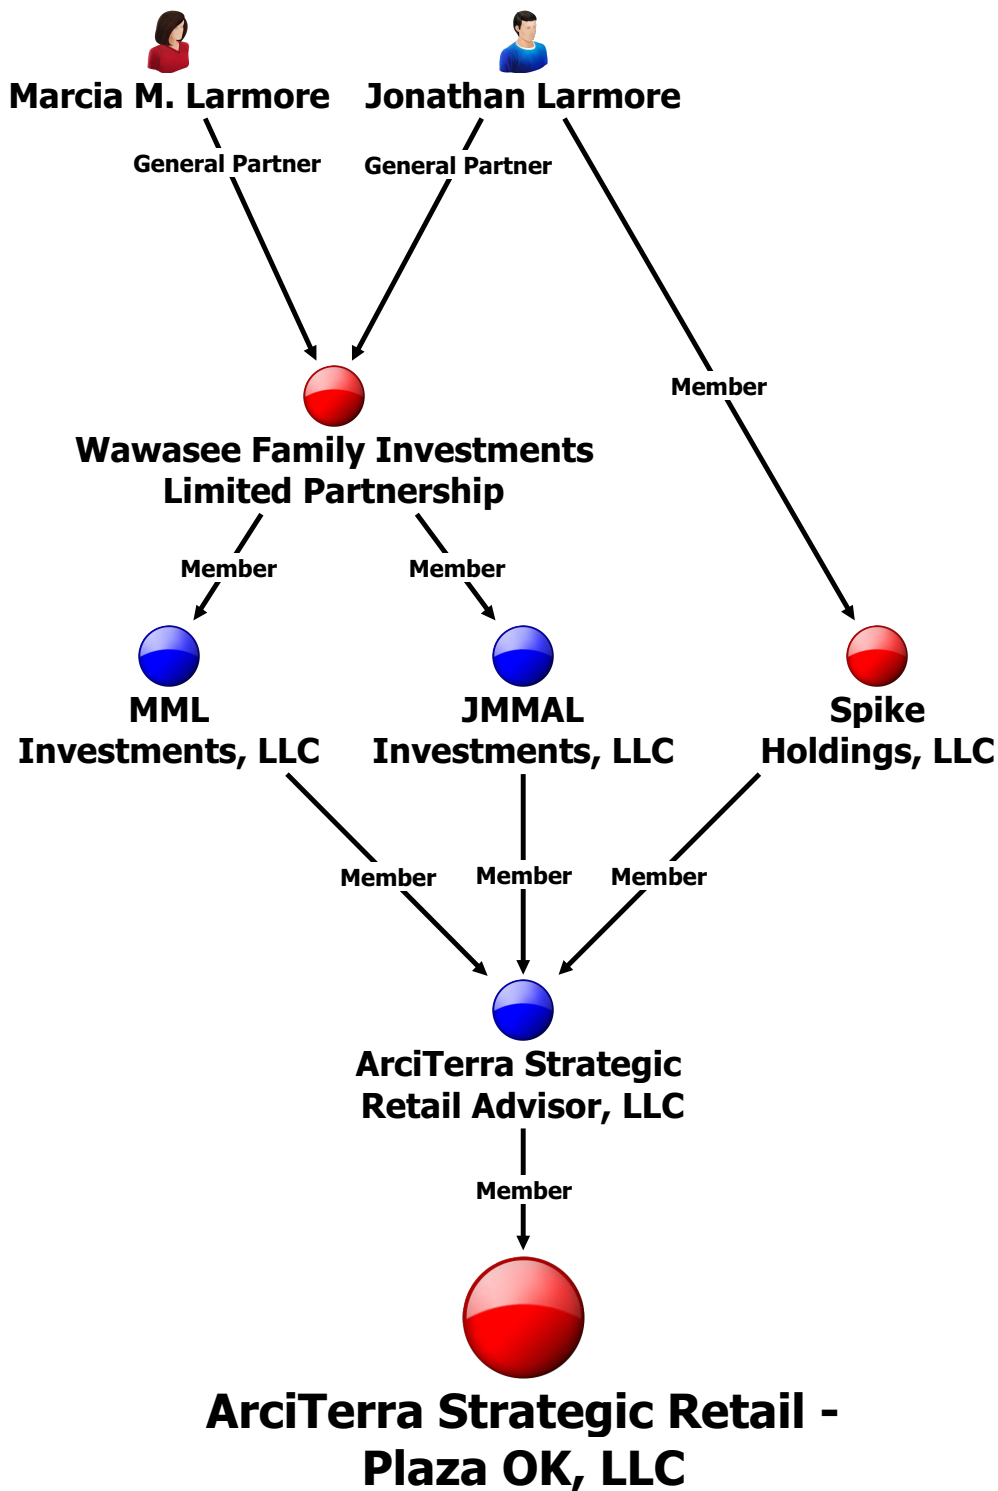 Marcia M. Larmore
Jonathan Larmore
General Partner
General Partner
Member
Wawasee Family Investments
Limited Partnership
Member
Member
MML
Investments, LLC
JMMAL
Investments, LLC
Spike
Holdings, LLC
Member
Member
Member
ArciTerra Strategic
Retail Advisor, LLC
Member
ArciTerra Strategic Retail -
Plaza OK, LLC